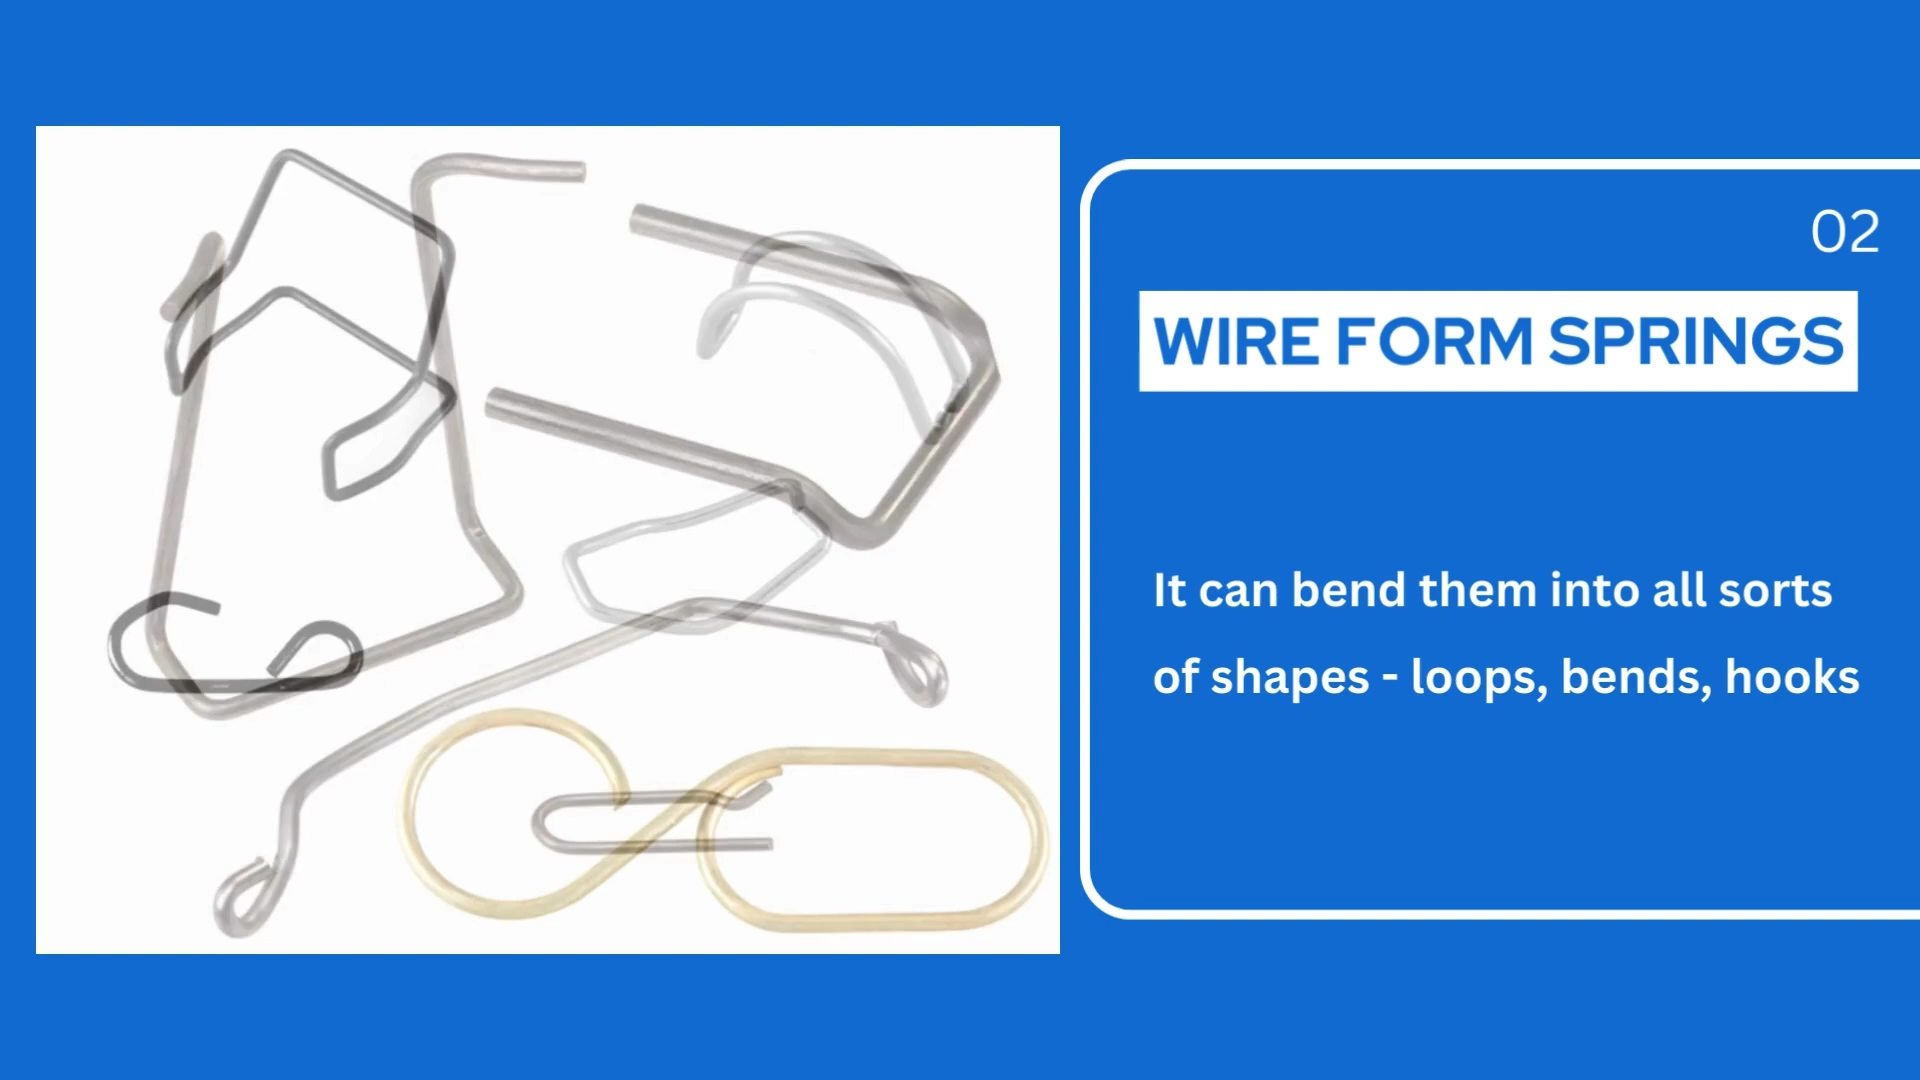 02
WIRE FORM SPRINGS
It can bend them into all sorts
of shapes - loops, bends, hooks